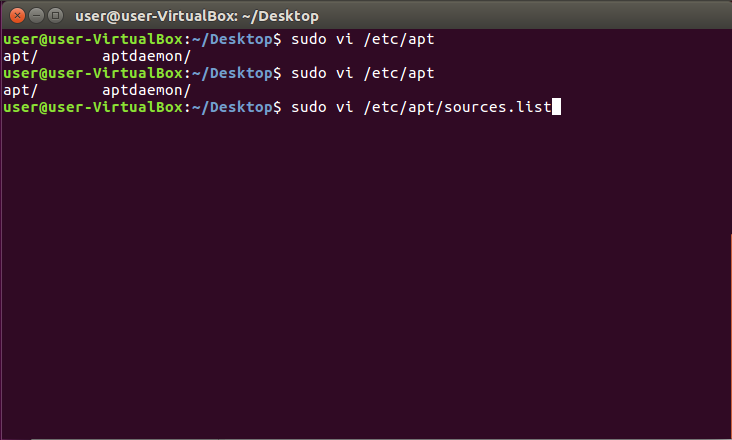 user@user-VirtualBox: ~/Desktop
user@user-VirtualBox:~/Desktop$ sudo vi /etc/apt
apt/       aptdaemon/
user@user-VirtualBox:~/Desktop$ sudo vi /etc/apt
apt/       aptdaemon/
user@user-VirtualBox:~/Desktop$ sudo vi /etc/apt/sources.list